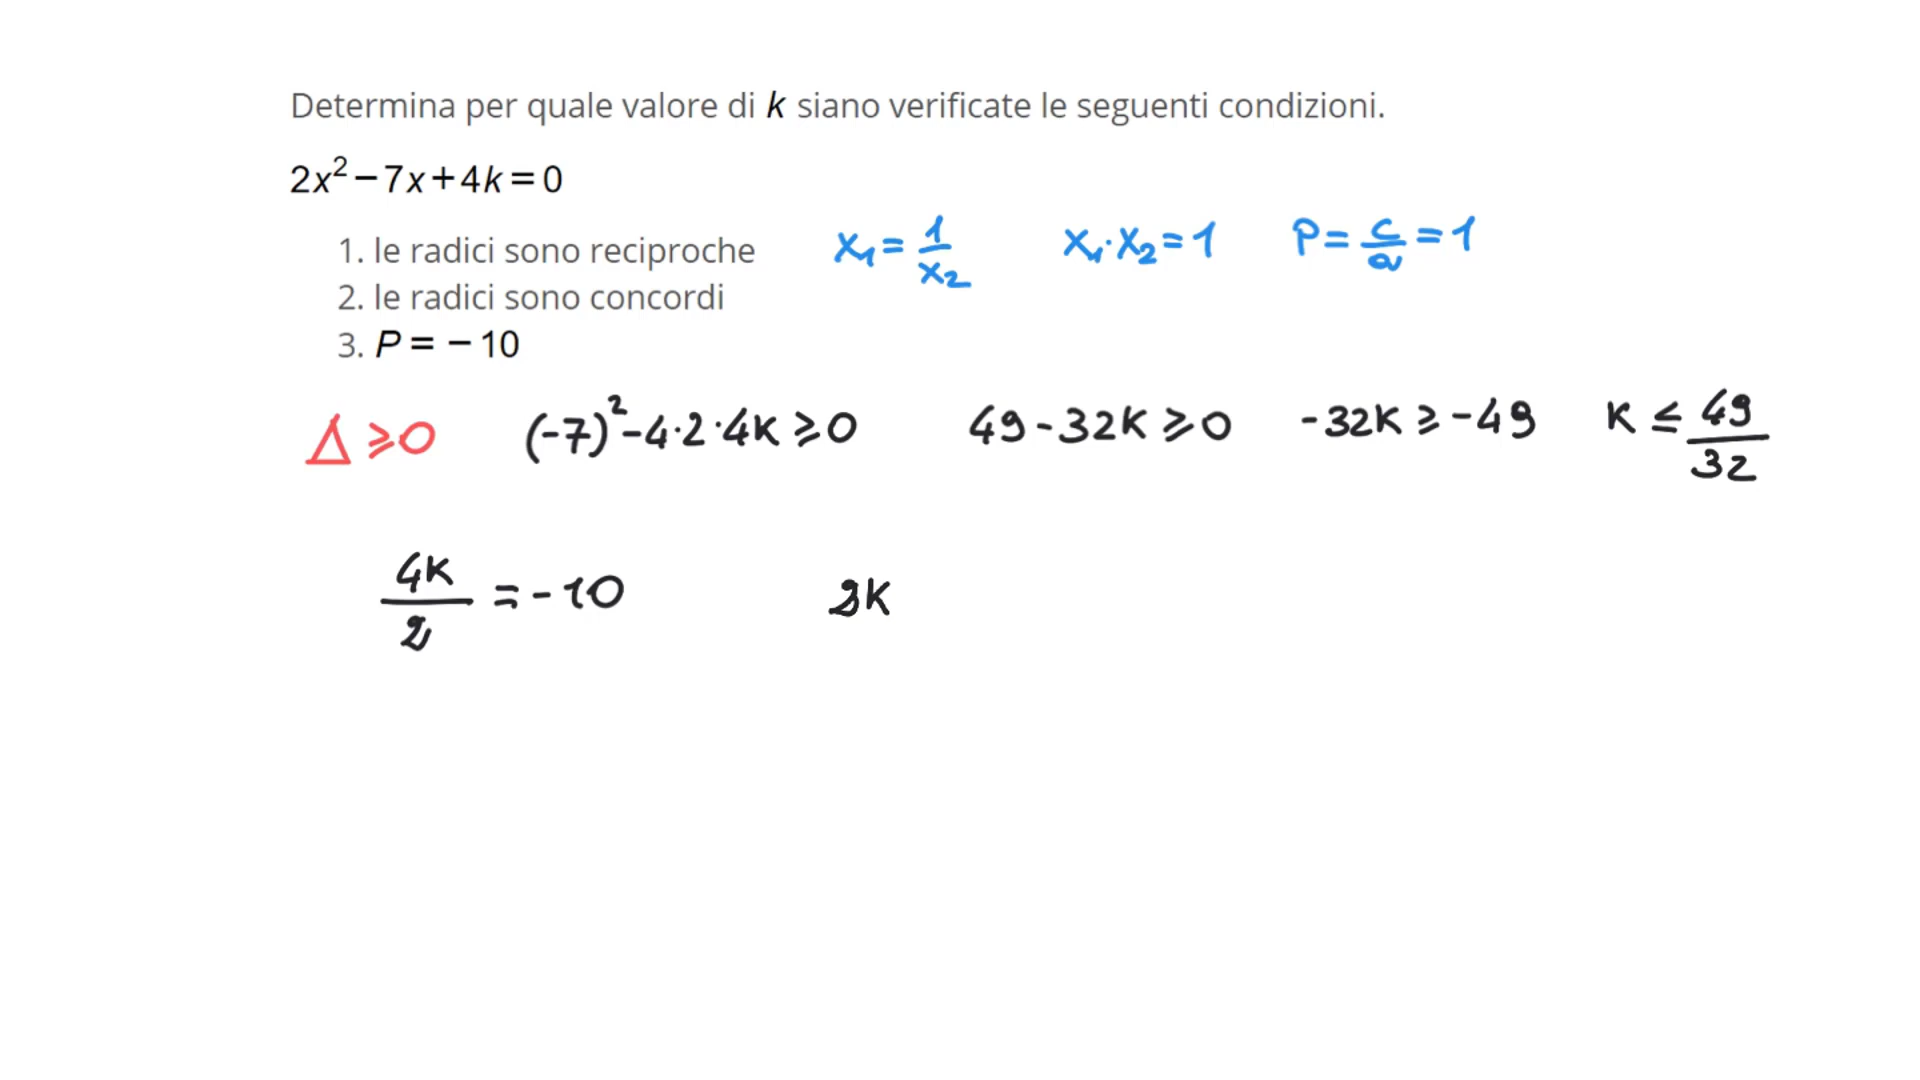 Determina per quale valore di k siano verificate le seguenti condizioni.
2x² − 7x + 4k = 0
1. le radici sono reciproche x₁ = 1/x₂ x₁·x₂ = 1 P = c/a = 1
2. le radici sono concordi
3. P = − 10
Δ ⩾ 0 (-7)² - 4·2·4K ⩾ 0 49 - 32K ⩾ 0 -32K ⩾ -49 K ≤ 49/32
4K/2 = -10 2K